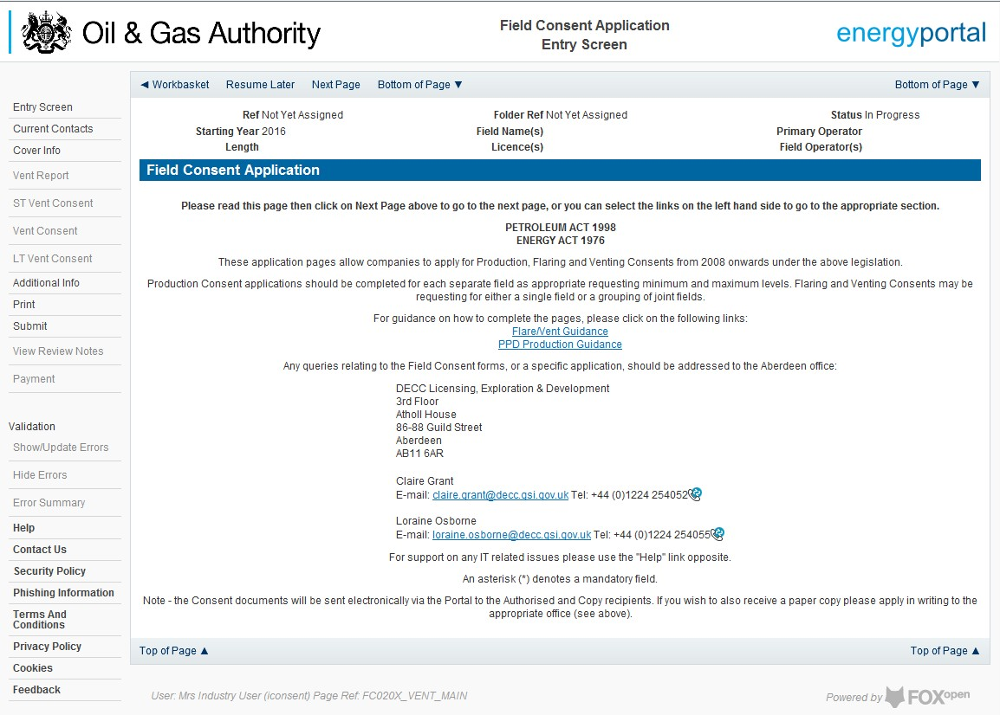 Oil & Gas Authority
Field Consent Application
Entry Screen
energyportal
◄ Workbasket Resume Later Next Page Bottom of Page ▼ Bottom of Page ▼
Entry Screen
Current Contacts
Cover Info
Vent Report
ST Vent Consent
Vent Consent
LT Vent Consent
Additional Info
Print
Submit
View Review Notes
Payment
Validation
Show/Update Errors
Hide Errors
Error Summary
Help
Contact Us
Security Policy
Phishing Information
Terms And
Conditions
Privacy Policy
Cookies
Feedback
Ref Not Yet Assigned Folder Ref Not Yet Assigned Status In Progress
Starting Year 2016 Field Name(s) Primary Operator
Length Licence(s) Field Operator(s)
Field Consent Application
Please read this page then click on Next Page above to go to the next page, or you can select the links on the left hand side to go to the appropriate section.
PETROLEUM ACT 1998
ENERGY ACT 1976
These application pages allow companies to apply for Production, Flaring and Venting Consents from 2008 onwards under the above legislation.
Production Consent applications should be completed for each separate field as appropriate requesting minimum and maximum levels. Flaring and Venting Consents may be
requesting for either a single field or a grouping of joint fields.
For guidance on how to complete the pages, please click on the following links:
Flare/Vent Guidance
PPD Production Guidance
Any queries relating to the Field Consent forms, or a specific application, should be addressed to the Aberdeen office:
DECC Licensing, Exploration & Development
3rd Floor
Atholl House
86-88 Guild Street
Aberdeen
AB11 6AR
Claire Grant
E-mail: claire.grant@decc.gsi.gov.uk Tel: +44 (0)1224 254052
Loraine Osborne
E-mail: loraine.osborne@decc.gsi.gov.uk Tel: +44 (0)1224 254055
For support on any IT related issues please use the "Help" link opposite.
An asterisk (*) denotes a mandatory field.
Note - the Consent documents will be sent electronically via the Portal to the Authorised and Copy recipients. If you wish to also receive a paper copy please apply in writing to the
appropriate office (see above).
Top of Page ▲ Top of Page ▲
User: Mrs Industry User (iconsent) Page Ref: FC020X_VENT_MAIN
Powered by FOXopen